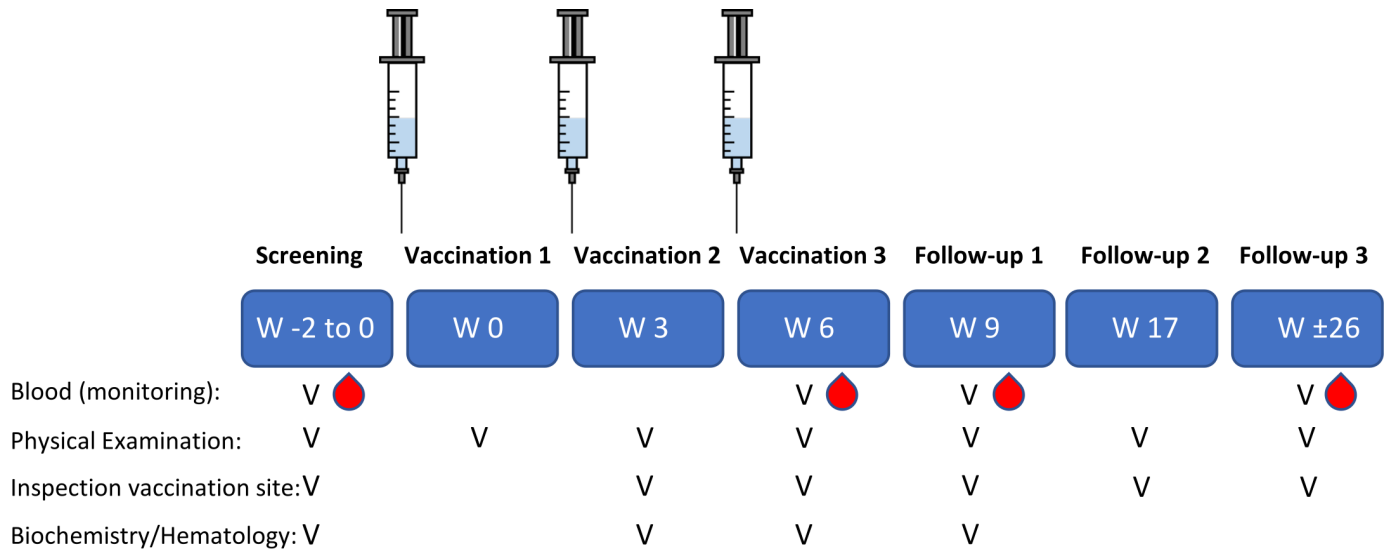 Screening Vaccination 1 Vaccination 2 Vaccination 3 Follow-up 1 Follow-up 2 Follow-up 3
W -2 to 0 W 0 W 3 W 6 W 9 W 17 W ±26
Blood (monitoring): V V V V
Physical Examination: V V V V V V V
Inspection vaccination site: V V V V V V
Biochemistry/Hematology: V V V V